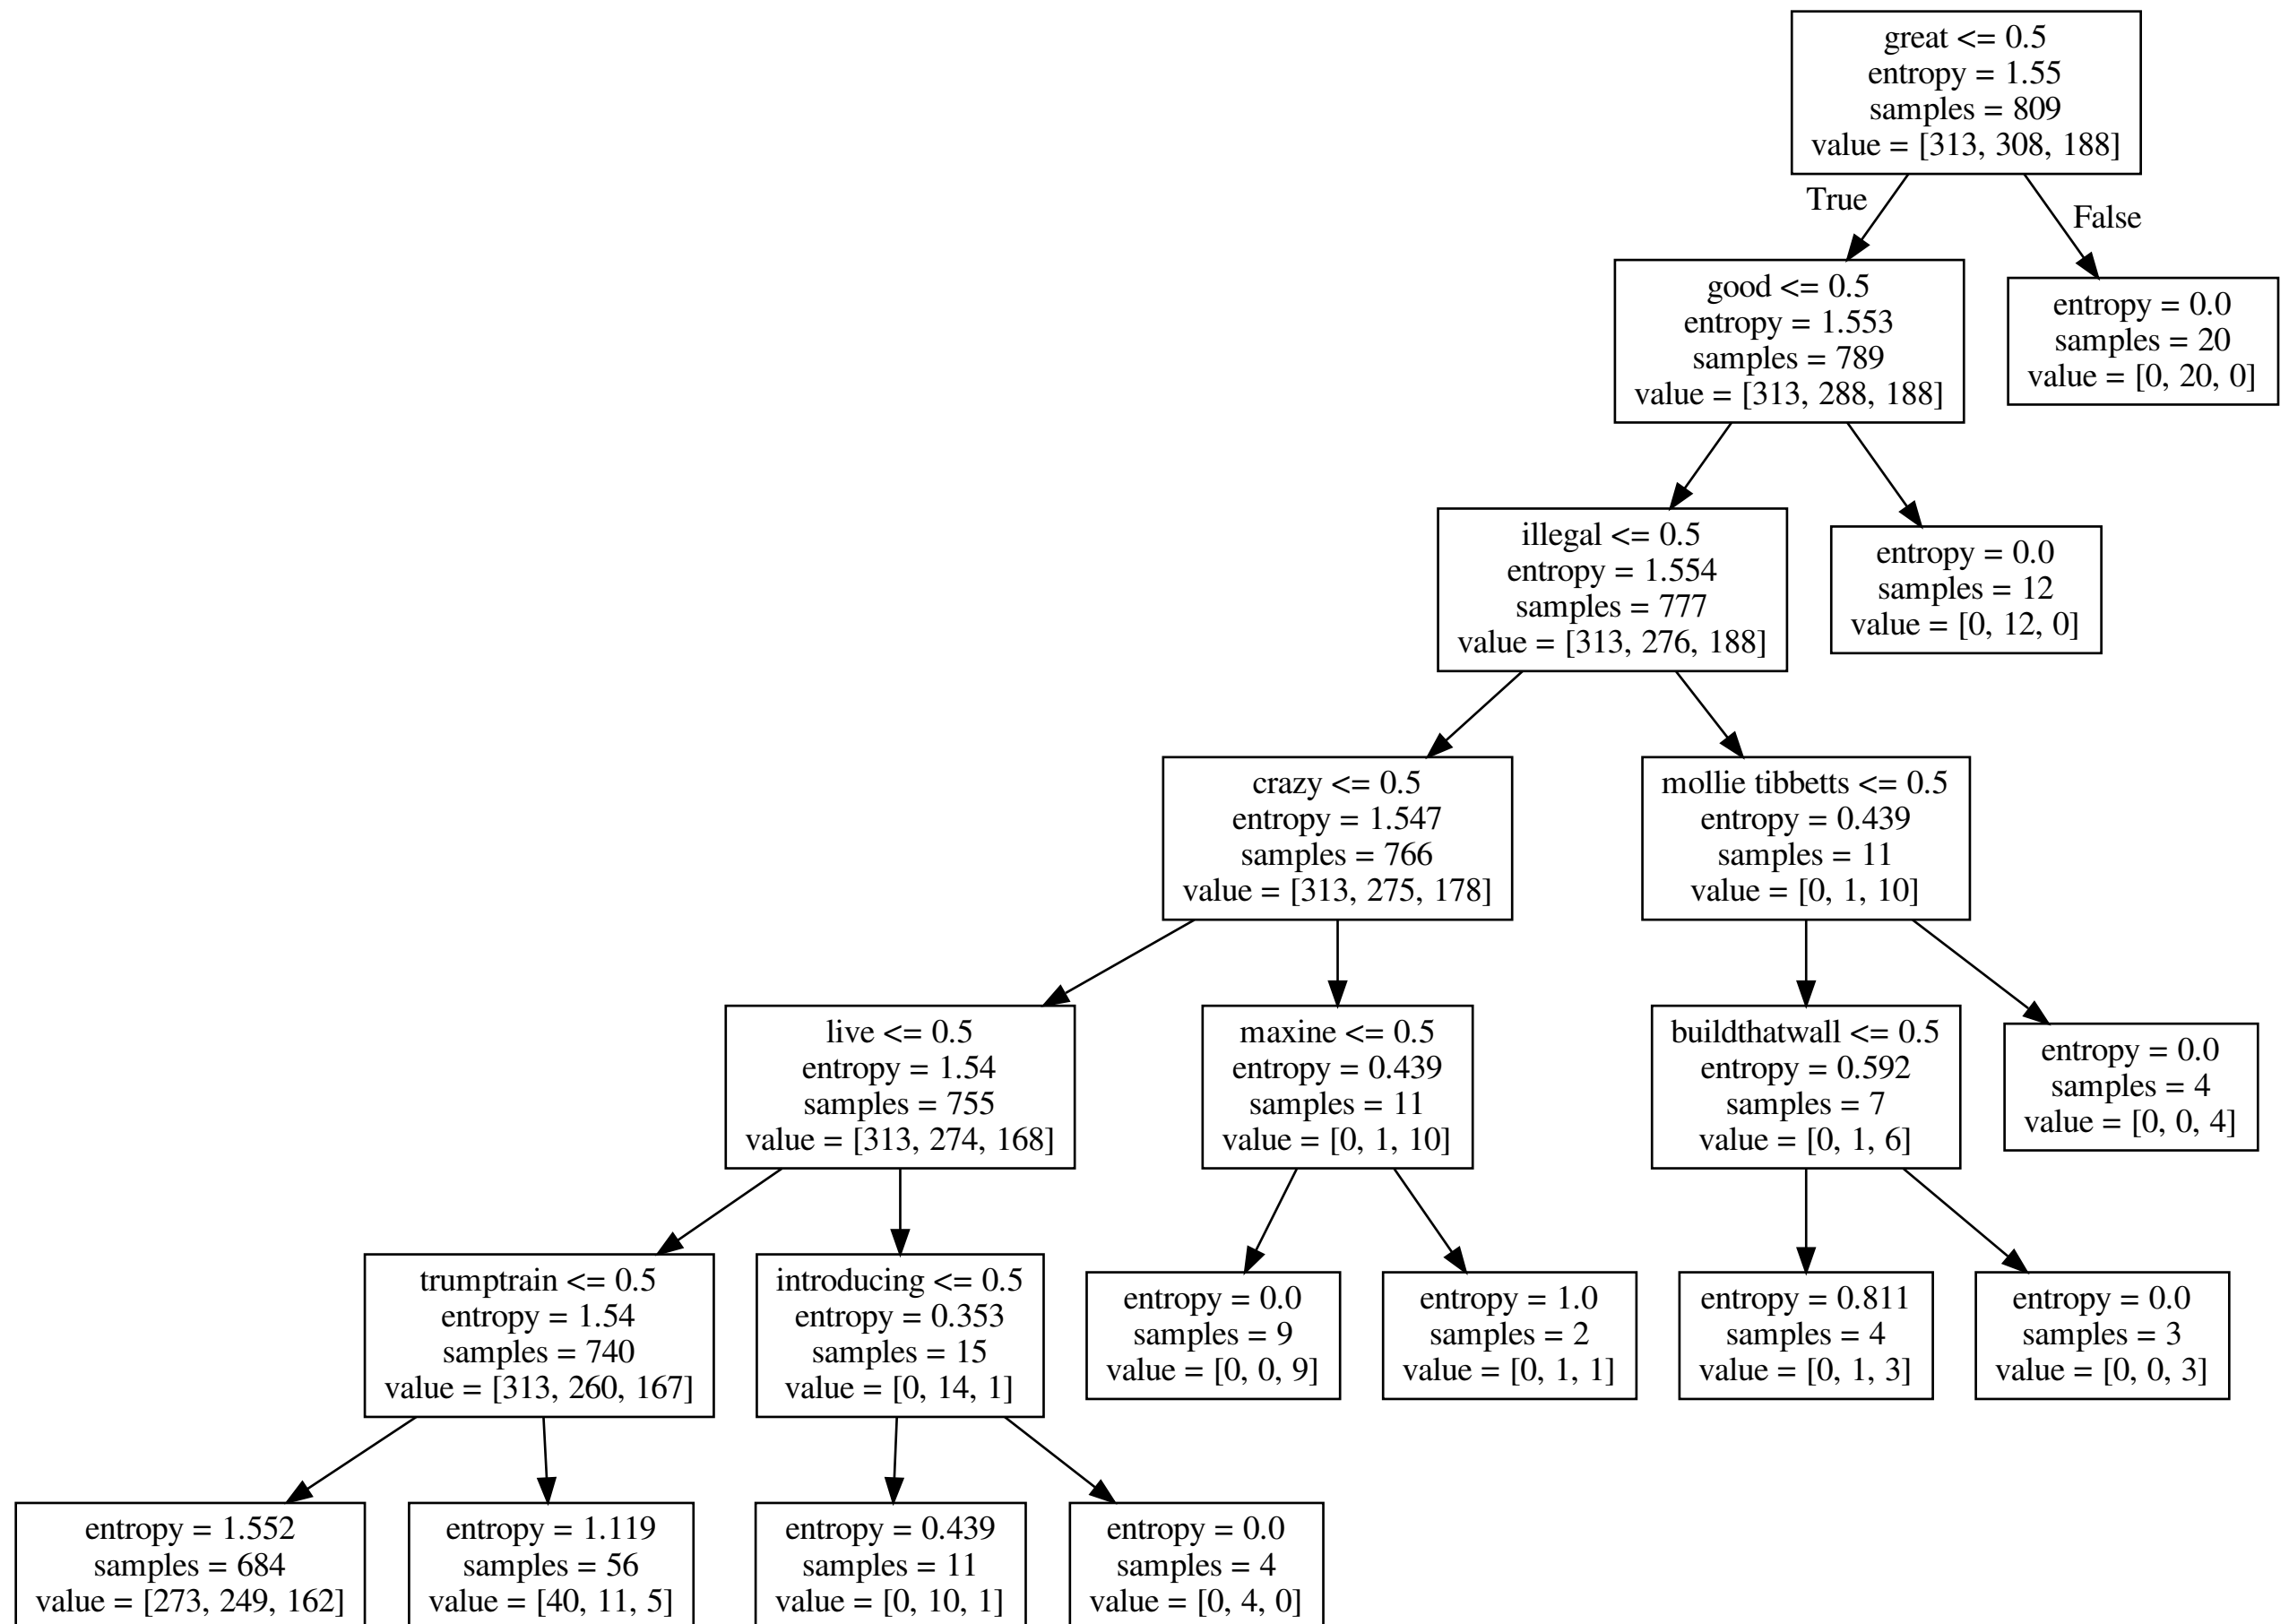 great <= 0.5
entropy = 1.55
samples = 809
value = [313, 308, 188]
True
False
good <= 0.5
entropy = 1.553
samples = 789
value = [313, 288, 188]
entropy = 0.0
samples = 20
value = [0, 20, 0]
illegal <= 0.5
entropy = 1.554
samples = 777
value = [313, 276, 188]
entropy = 0.0
samples = 12
value = [0, 12, 0]
crazy <= 0.5
entropy = 1.547
samples = 766
value = [313, 275, 178]
mollie tibbetts <= 0.5
entropy = 0.439
samples = 11
value = [0, 1, 10]
live <= 0.5
entropy = 1.54
samples = 755
value = [313, 274, 168]
maxine <= 0.5
entropy = 0.439
samples = 11
value = [0, 1, 10]
buildthatwall <= 0.5
entropy = 0.592
samples = 7
value = [0, 1, 6]
entropy = 0.0
samples = 4
value = [0, 0, 4]
trumptrain <= 0.5
entropy = 1.54
samples = 740
value = [313, 260, 167]
introducing <= 0.5
entropy = 0.353
samples = 15
value = [0, 14, 1]
entropy = 0.0
samples = 9
value = [0, 0, 9]
entropy = 1.0
samples = 2
value = [0, 1, 1]
entropy = 0.811
samples = 4
value = [0, 1, 3]
entropy = 0.0
samples = 3
value = [0, 0, 3]
entropy = 1.552
samples = 684
value = [273, 249, 162]
entropy = 1.119
samples = 56
value = [40, 11, 5]
entropy = 0.439
samples = 11
value = [0, 10, 1]
entropy = 0.0
samples = 4
value = [0, 4, 0]